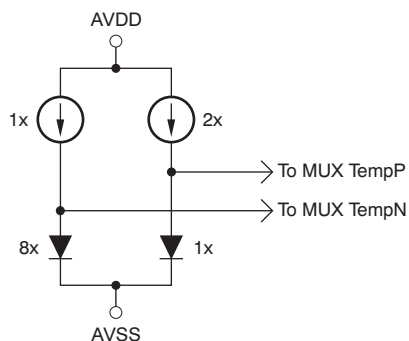 AVDD
1x
2x
To MUX TempP
To MUX TempN
8x
1x
AVSS